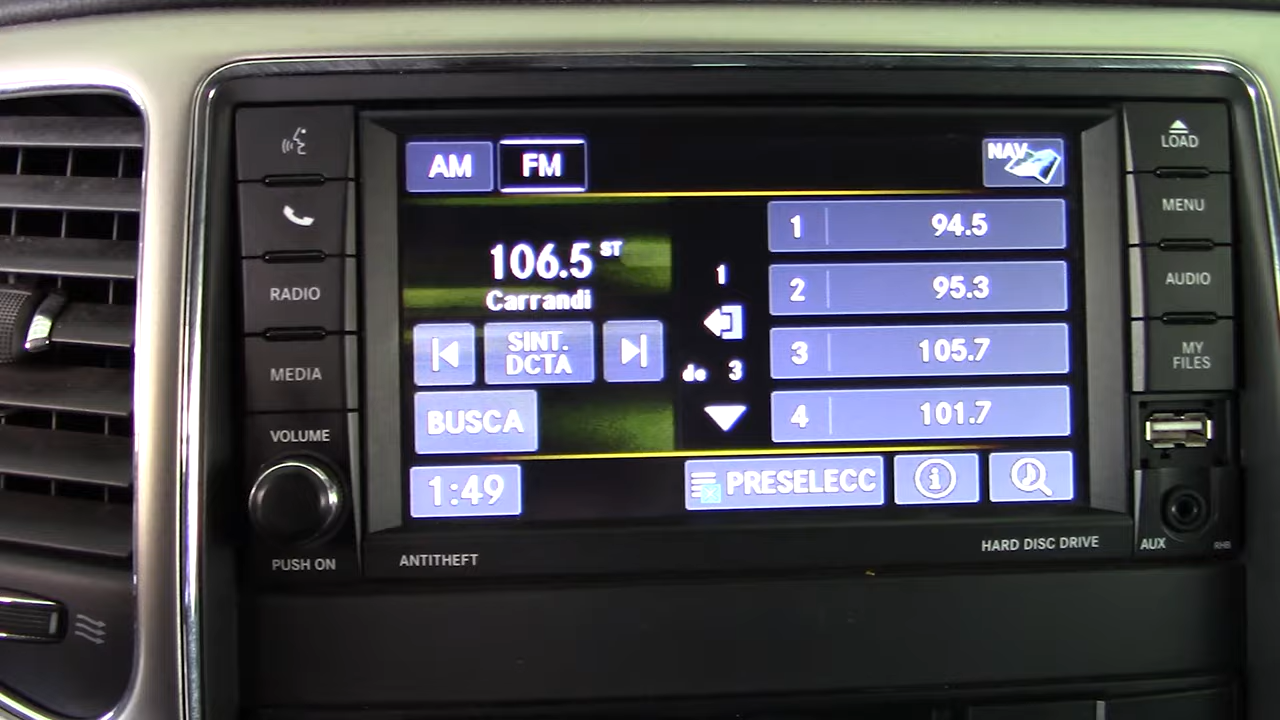 AM FM NAV
106.5 ST
Carrandi
SINT.
DCTA
BUSCA
1:49
1
de 3
1 94.5
2 95.3
3 105.7
4 101.7
PRESELECC
i
RADIO
MEDIA
VOLUME
PUSH ON
ANTITHEFT
HARD DISC DRIVE
LOAD
MENU
AUDIO
MY
FILES
AUX
RHR